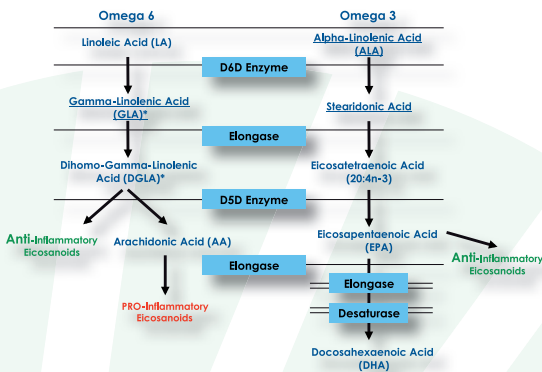 Omega 6
Omega 3
Linoleic Acid (LA)
Alpha-Linolenic Acid
(ALA)
D6D Enzyme
Gamma-Linolenic Acid
(GLA)*
Stearidonic Acid
Elongase
Dihomo-Gamma-Linolenic
Acid (DGLA)*
Eicosatetraenoic Acid
(20:4n-3)
D5D Enzyme
Anti-Inflammatory
Eicosanoids
Arachidonic Acid (AA)
Eicosapentaenoic Acid
(EPA)
Anti-Inflammatory
Eicosanoids
Elongase
Elongase
PRO-Inflammatory
Eicosanoids
Desaturase
Docosahexaenoic Acid
(DHA)